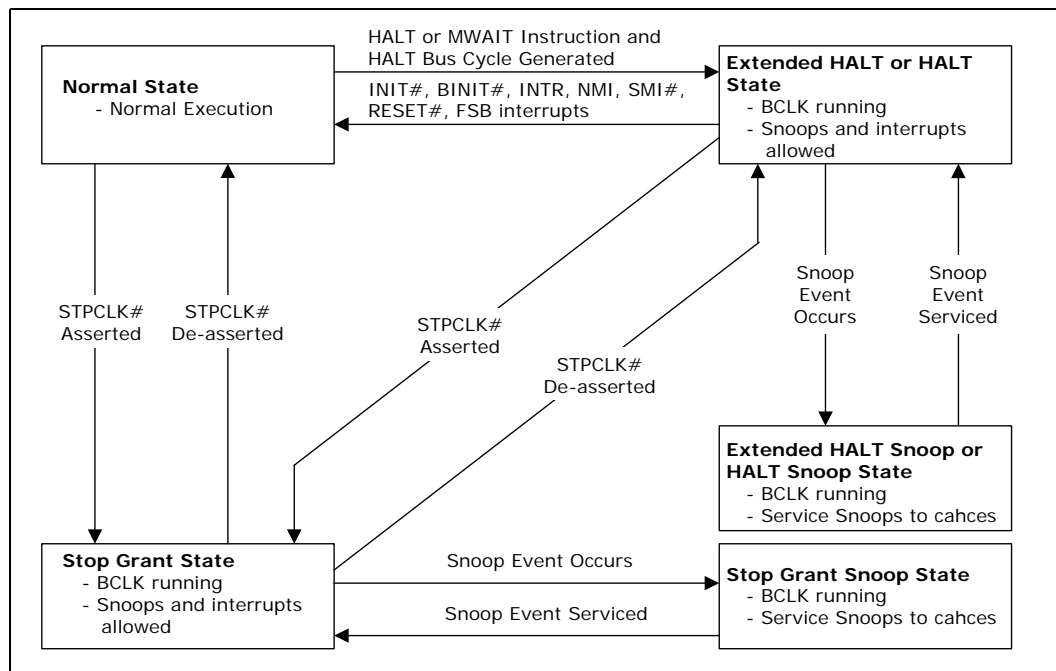 HALT or MWAIT Instruction and
HALT Bus Cycle Generated
INIT#, BINIT#, INTR, NMI, SMI#,
RESET#, FSB interrupts
Normal State
- Normal Execution
Extended HALT or HALT
State
- BCLK running
- Snoops and interrupts
allowed
STPCLK#
Asserted
STPCLK#
De-asserted
STPCLK#
Asserted
STPCLK#
De-asserted
Snoop
Event
Occurs
Snoop
Event
Serviced
Extended HALT Snoop or
HALT Snoop State
- BCLK running
- Service Snoops to cahces
Stop Grant State
- BCLK running
- Snoops and interrupts
allowed
Snoop Event Occurs
Snoop Event Serviced
Stop Grant Snoop State
- BCLK running
- Service Snoops to cahces